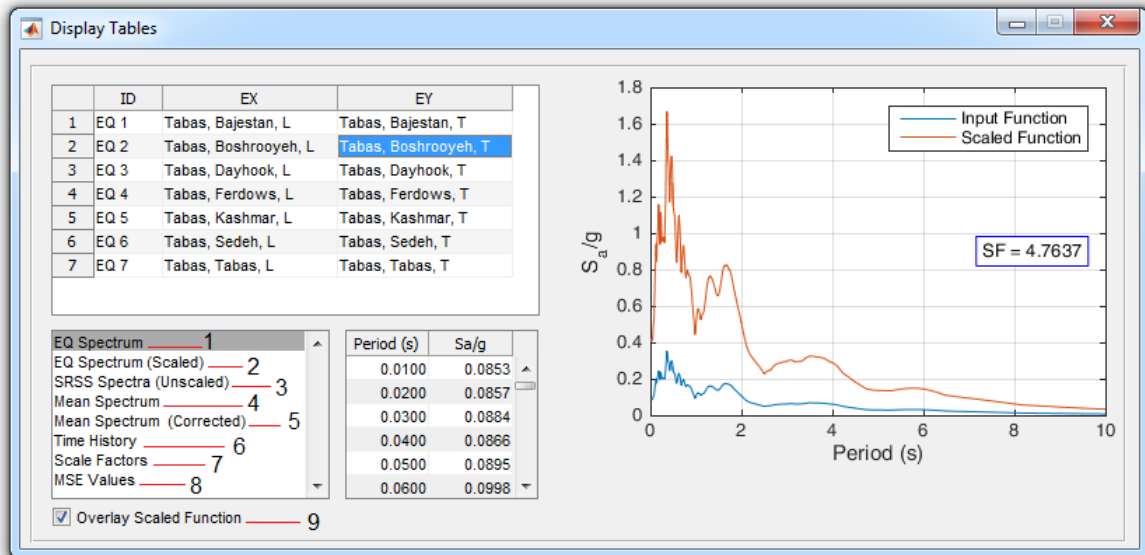 Display Tables
ID EX EY
1 EQ 1 Tabas, Bajestan, L Tabas, Bajestan, T
2 EQ 2 Tabas, Boshrooyeh, L Tabas, Boshrooyeh, T
3 EQ 3 Tabas, Dayhook, L Tabas, Dayhook, T
4 EQ 4 Tabas, Ferdows, L Tabas, Ferdows, T
5 EQ 5 Tabas, Kashmar, L Tabas, Kashmar, T
6 EQ 6 Tabas, Sedeh, L Tabas, Sedeh, T
7 EQ 7 Tabas, Tabas, L Tabas, Tabas, T
EQ Spectrum 1
EQ Spectrum (Scaled) 2
SRSS Spectra (Unscaled) 3
Mean Spectrum 4
Mean Spectrum (Corrected) 5
Time History 6
Scale Factors 7
MSE Values 8
Overlay Scaled Function 9
Period (s) Sa/g
0.0100 0.0853
0.0200 0.0857
0.0300 0.0884
0.0400 0.0866
0.0500 0.0895
0.0600 0.0998
Input Function
Scaled Function
SF = 4.7637
Sa/g
1.8
1.6
1.4
1.2
1
0.8
0.6
0.4
0.2
0
0 2 4 6 8 10
Period (s)